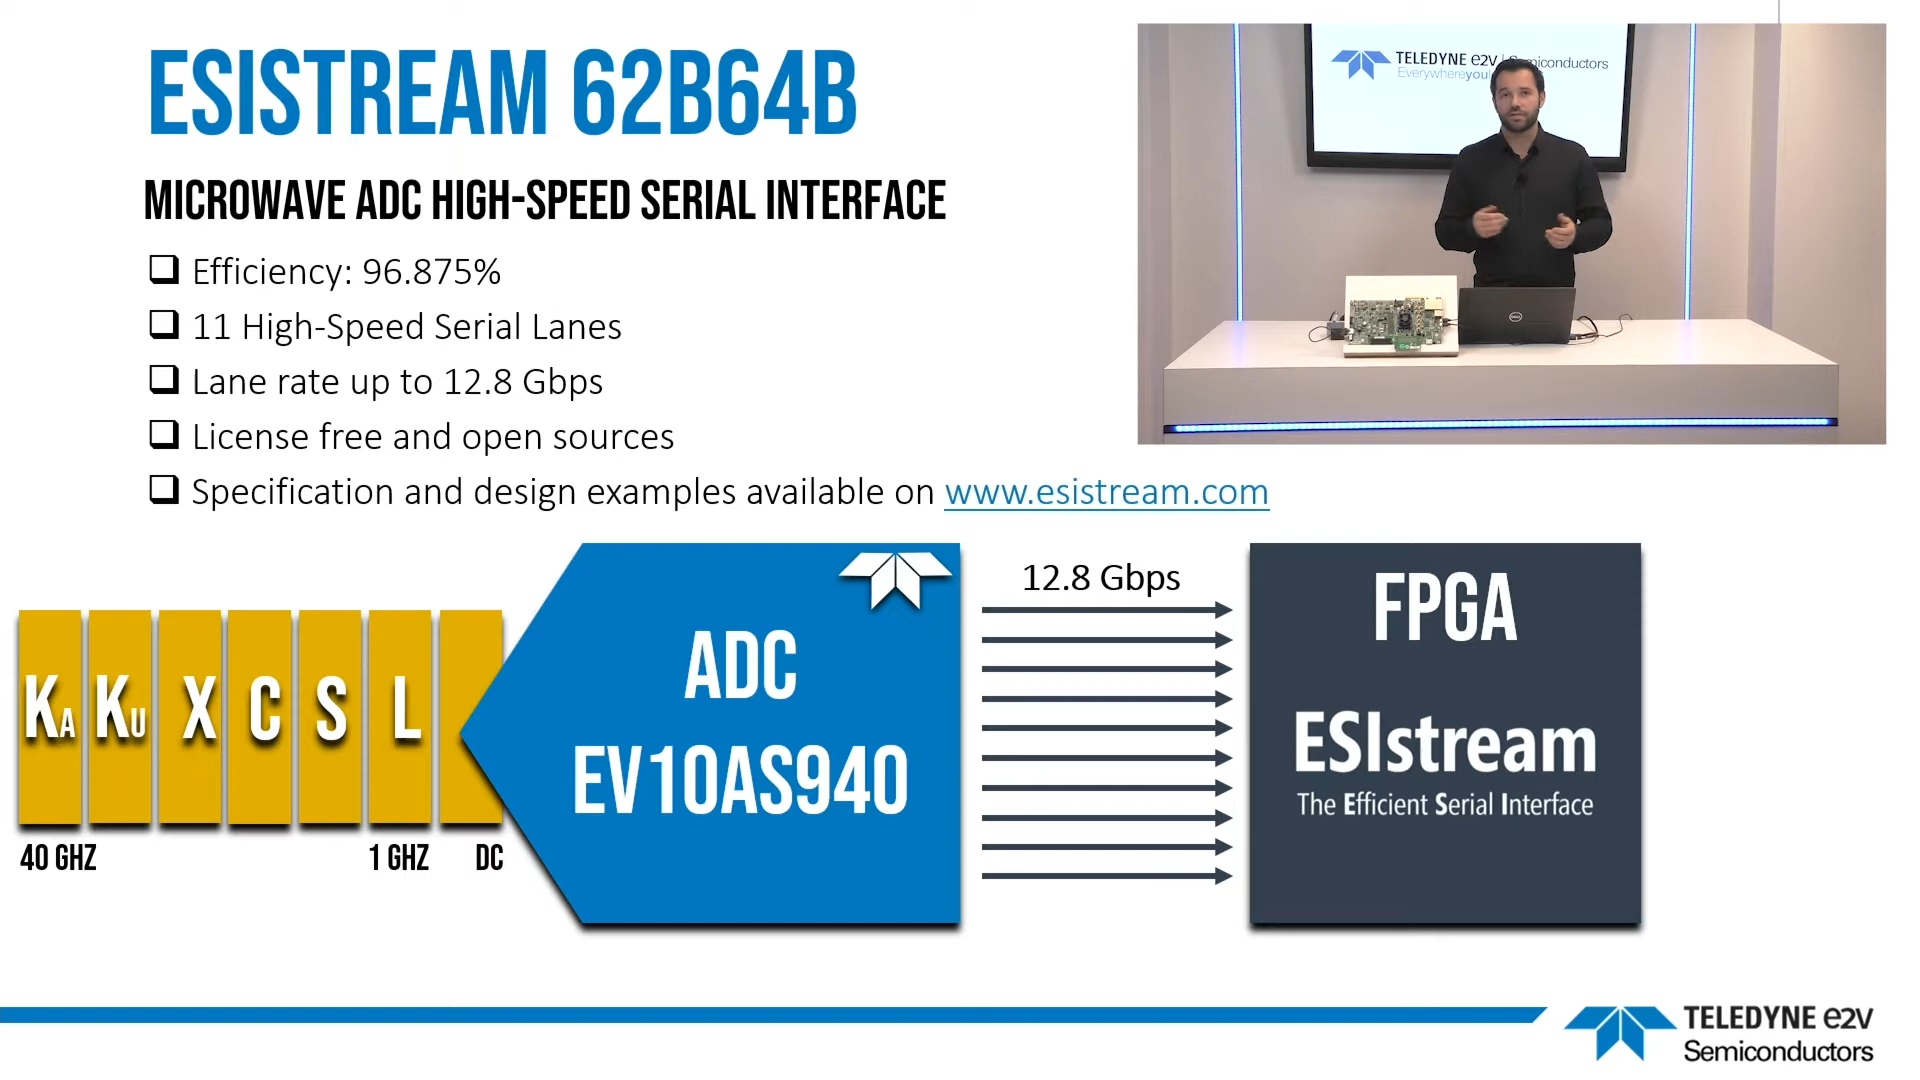 ESISTREAM 62B64B
MICROWAVE ADC HIGH-SPEED SERIAL INTERFACE
Efficiency: 96.875%
11 High-Speed Serial Lanes
Lane rate up to 12.8 Gbps
License free and open sources
Specification and design examples available on www.esistream.com
TELEDYNE e2v Semiconductors
Everywhereyou
DELL
KA KU X C S L
40 GHZ 1 GHZ DC
ADC
EV10AS940
12.8 Gbps
FPGA
ESIstream
The Efficient Serial Interface
TELEDYNE e2v
Semiconductors